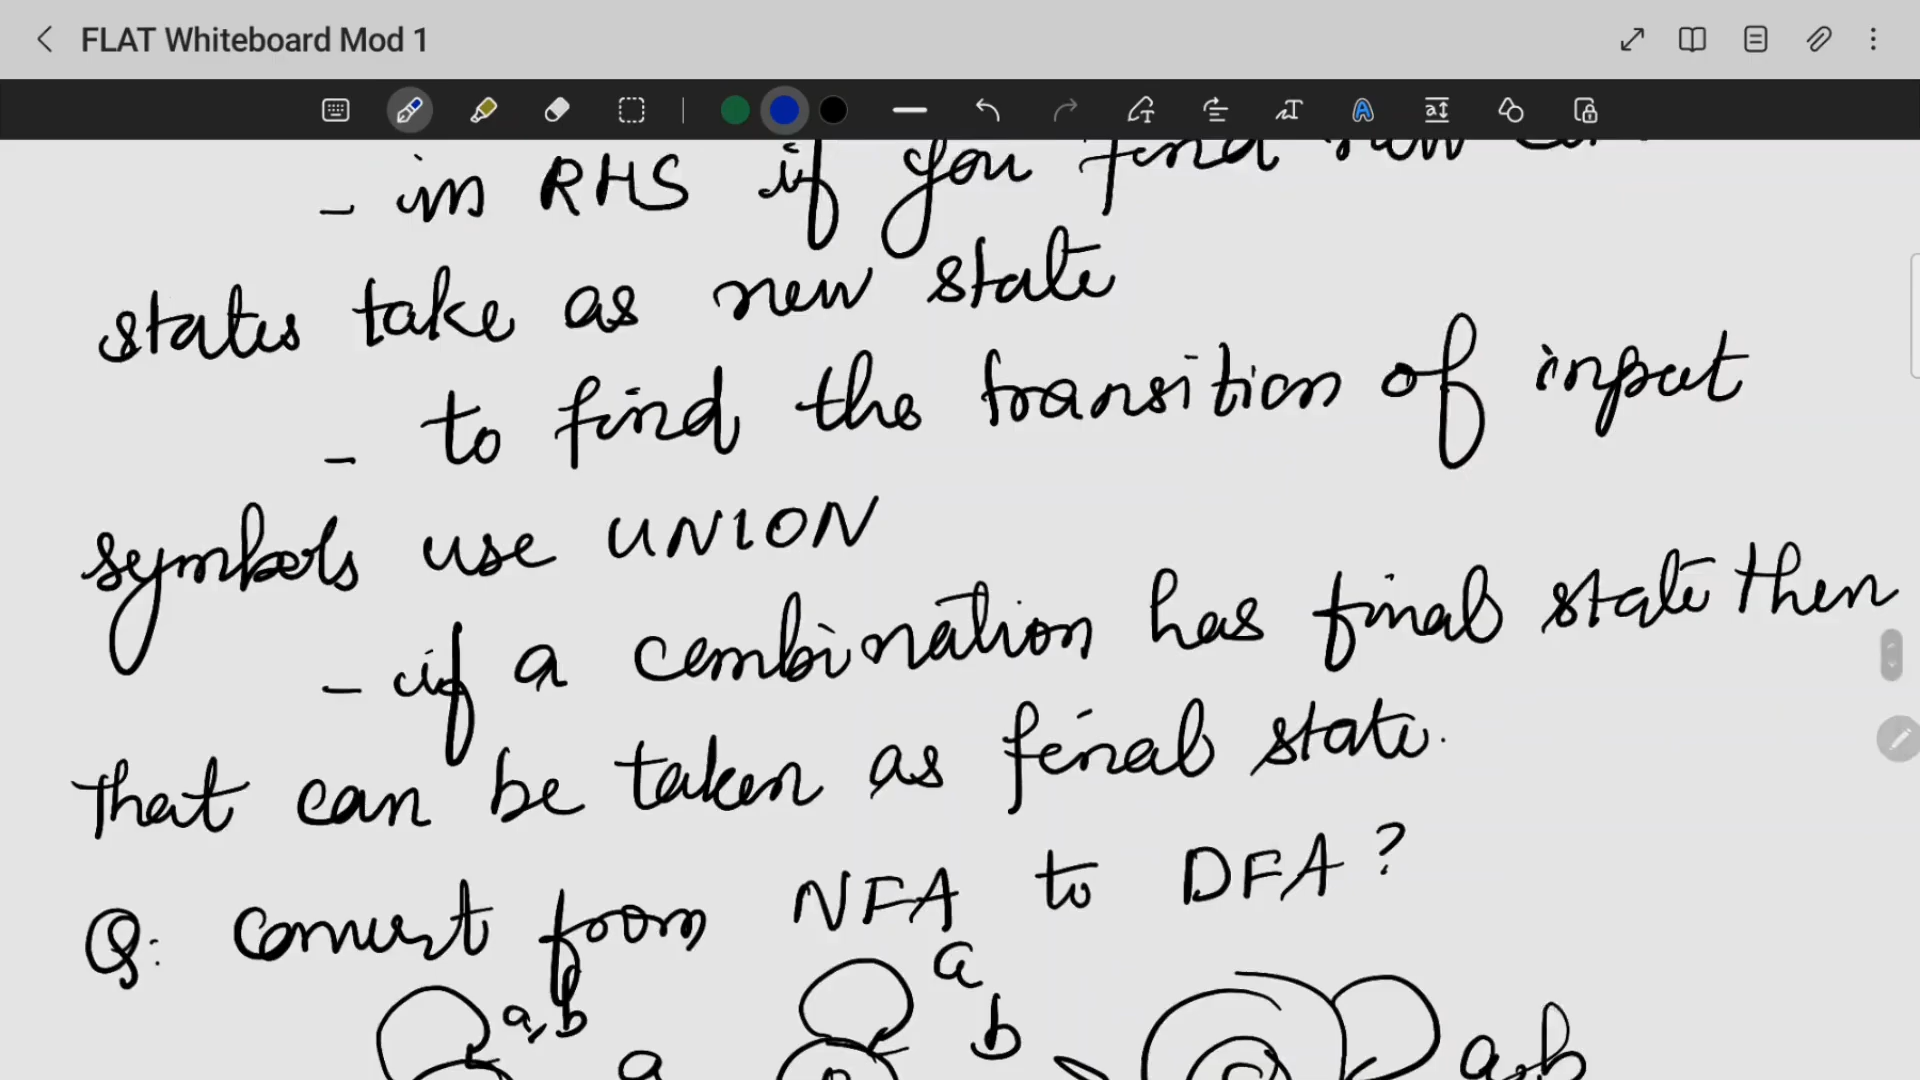 FLAT Whiteboard Mod 1
- in RHS if you find new
states take as new state
- to find the transition of input
symbols use UNION
- if a combination has final state then
that can be taken as final state.
Q: Convert from NFA to DFA?
a
a,b
b
a
a,b